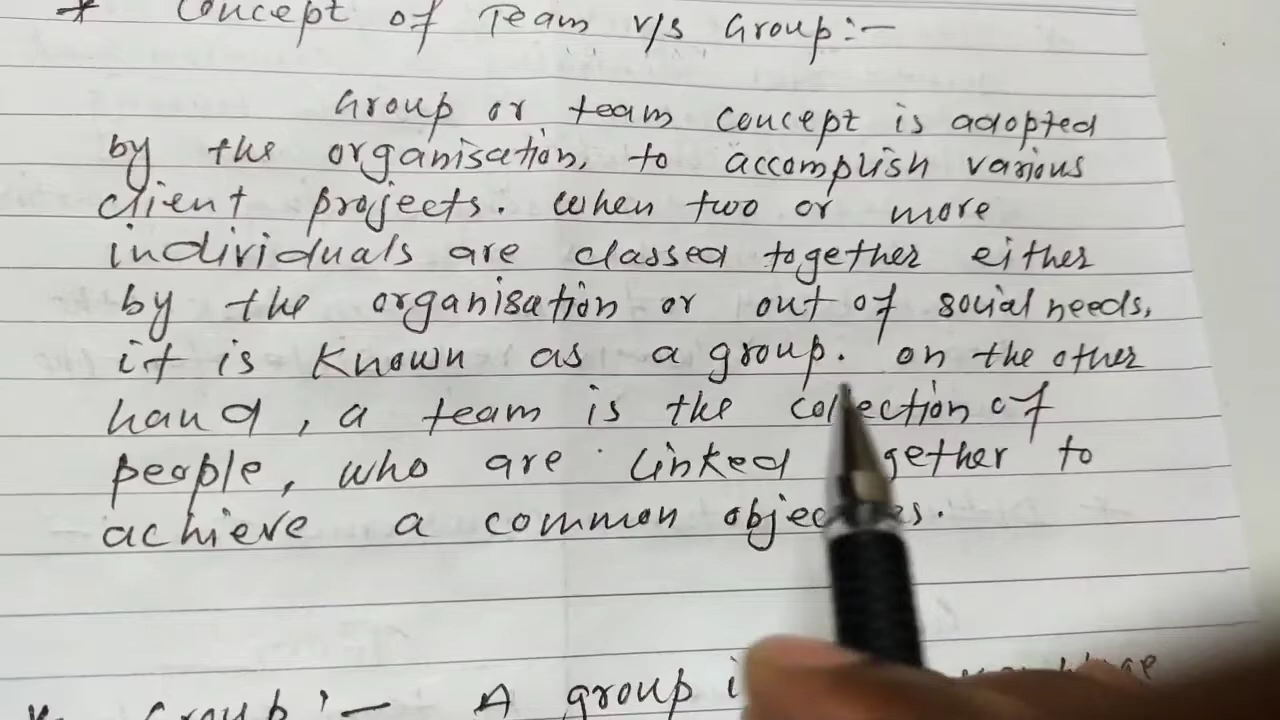 * Concept of Team v/s Group:-
Group or team concept is adopted
by the organisation, to accomplish various
client projects. When two or more
individuals are classed together either
by the organisation or out of social needs,
it is known as a group. on the other
hand, a team is the collection of
people, who are linked together to
achieve a common objectives.
Group :- A group